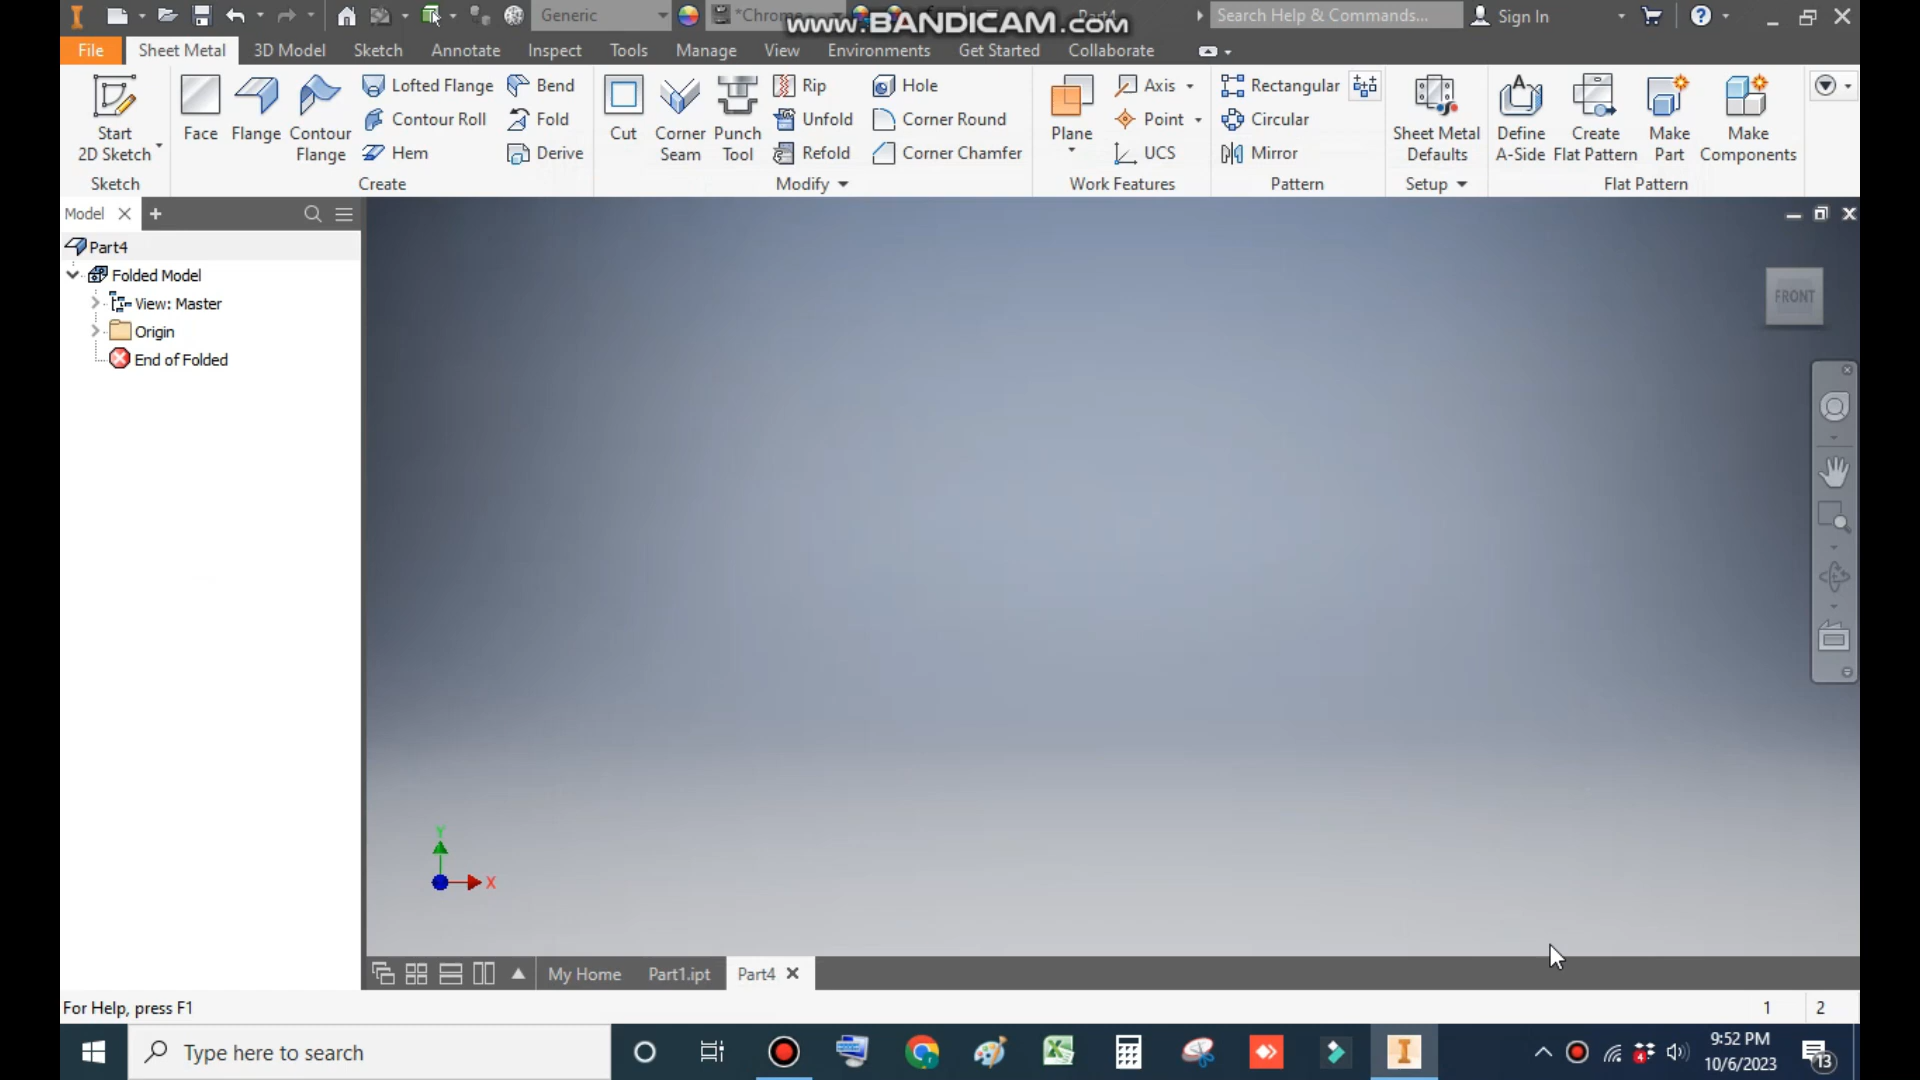 Generic
*Chrome
www.BANDICAM.com
Part4
Search Help & Commands...
Sign In
File
Sheet Metal
3D Model
Sketch
Annotate
Inspect
Tools
Manage
View
Environments
Get Started
Collaborate
Start
2D Sketch
Face
Flange
Contour
Flange
Lofted Flange
Contour Roll
Hem
Bend
Fold
Derive
Cut
Corner
Seam
Punch
Tool
Rip
Unfold
Refold
Hole
Corner Round
Corner Chamfer
Plane
Axis
Point
UCS
Rectangular
Circular
Mirror
Sheet Metal
Defaults
Define
A-Side
Create
Flat Pattern
Make
Part
Make
Components
Sketch
Create
Modify
Work Features
Pattern
Setup
Flat Pattern
Model
Part4
Folded Model
View: Master
Origin
End of Folded
FRONT
Y
X
My Home
Part1.ipt
Part4
For Help, press F1
1
2
Type here to search
4
9:52 PM
10/6/2023
13